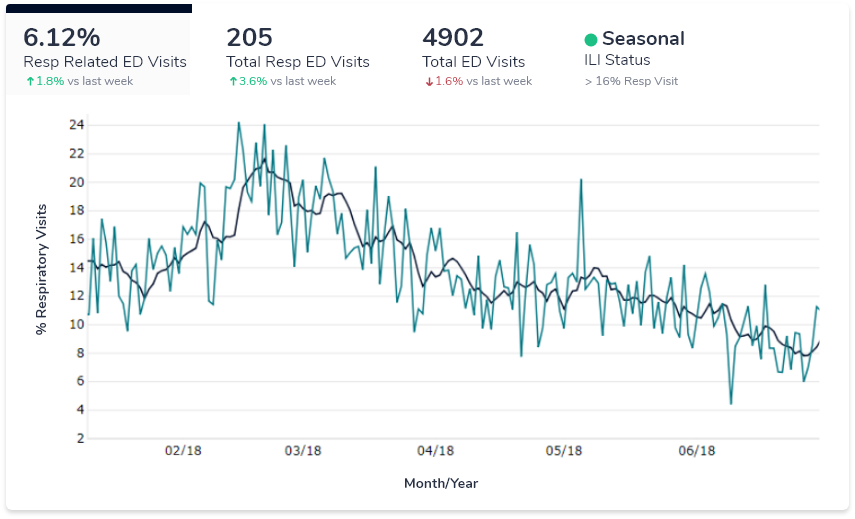 6.12%
Resp Related ED Visits
↑1.8% vs last week
205
Total Resp ED Visits
↑3.6% vs last week
4902
Total ED Visits
↓1.6% vs last week
Seasonal
ILI Status
> 16% Resp Visit
% Respiratory Visits
24
22
20
18
16
14
12
10
8
6
4
2
02/18 03/18 04/18 05/18 06/18
Month/Year